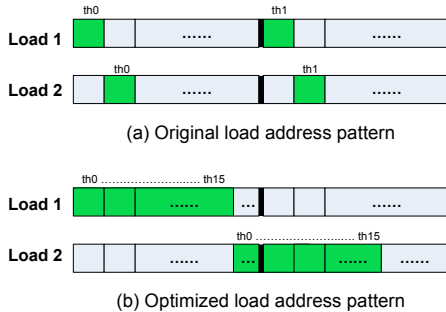 th0 th1
Load 1 ...... ......
th0 th1
Load 2 ...... ......
(a) Original load address pattern
th0 ........................ th15
Load 1 ...... ... ......
th0 ........................ th15
Load 2 ...... ... ...... ......
(b) Optimized load address pattern